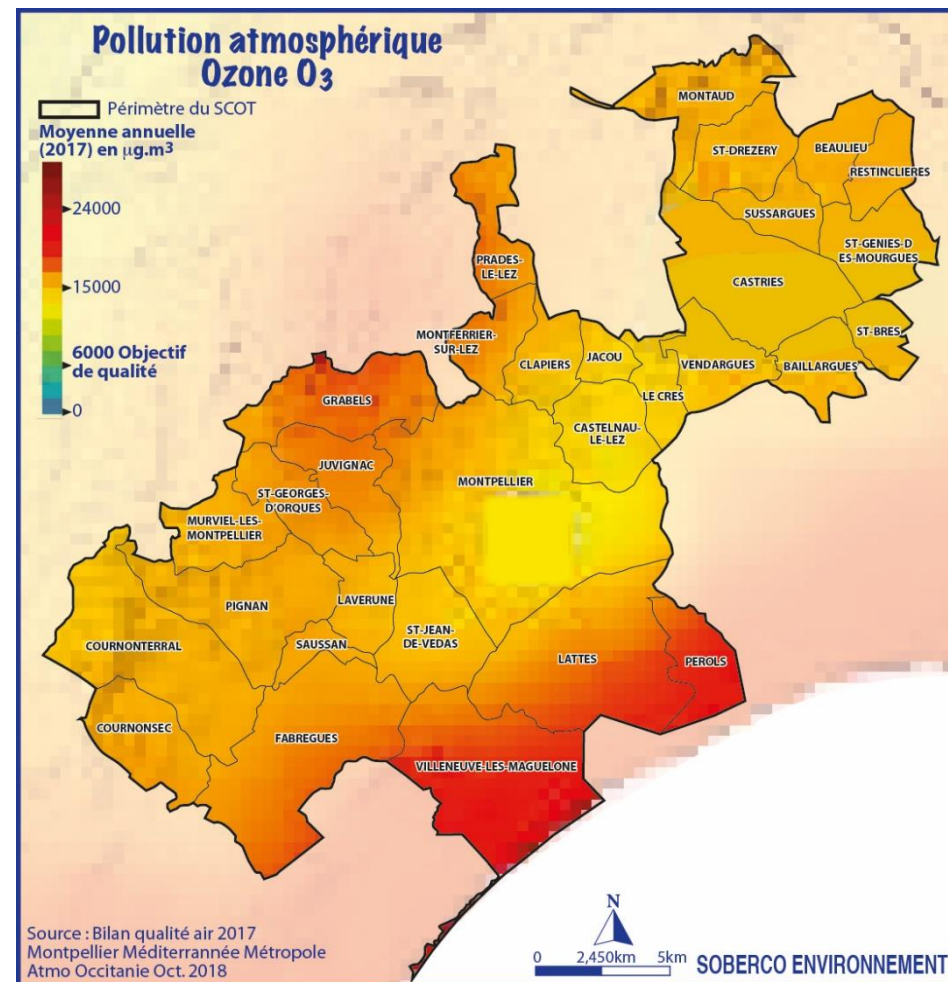 Pollution atmosphérique
Ozone O3
Périmètre du SCOT
Moyenne annuelle
(2017) en µg.m³
24000
15000
6000 Objectif
de qualité
0
MONTAUD
ST-DREZERY
BEAULIEU
RESTINCLIERES
SUSSARGUES
ST-GENIES-D
ES-MOURGUES
CASTRIES
ST-BRES
PRADES-
LE-LEZ
MONTFERRIER-
SUR-LEZ
CLAPIERS
JACOU
VENDARGUES
BAILLARGUES
LE CRES
GRABELS
CASTELNAU-
LE-LEZ
JUVIGNAC
MONTPELLIER
ST-GEORGES-
D'ORQUES
MURVIEL-LES-
MONTPELLIER
LAVERUNE
PIGNAN
ST-JEAN-
DE-VEDAS
SAUSSAN
COURNONTERRAL
LATTES
PEROLS
COURNONSEC
FABREGUES
VILLENEUVE-LES-MAGUELONE
N
0 2,450km 5km
Source : Bilan qualité air 2017
Montpellier Méditerrannée Métropole
Atmo Occitanie Oct. 2018
SOBERCO ENVIRONNEMENT